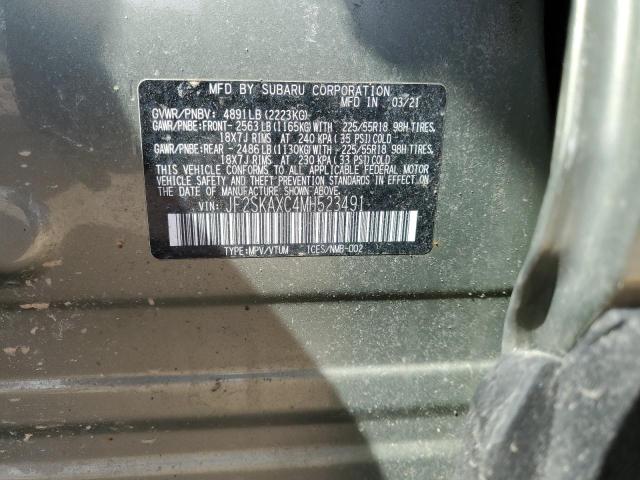 MFD BY SUBARU CORPORATION
MFD IN 03/21
GVWR/PNBV: 4891LB (2223KG)
GAWR/PNBE:FRONT- 2563LB (1165KG)WITH 225/55R18 98H TIRES,
18X7J RIMS AT 240 KPA ( 35 PSI)COLD
GAWR/PNBE:REAR - 2486LB (1130KG)WITH 225/55R18 98H TIRES,
18X7J RIMS AT 230 KPA ( 33 PSI)COLD
THIS VEHICLE CONFORMS TO ALL APPLICABLE FEDERAL MOTOR
VEHICLE SAFETY AND THEFT PREVENTION STANDARDS IN EFFECT ON
THE DATE OF MANUFACTURE SHOWN ABOVE.
VIN: JF2SKAXC4MH523491
TYPE:MPV/VTUM ICES/NMB-002